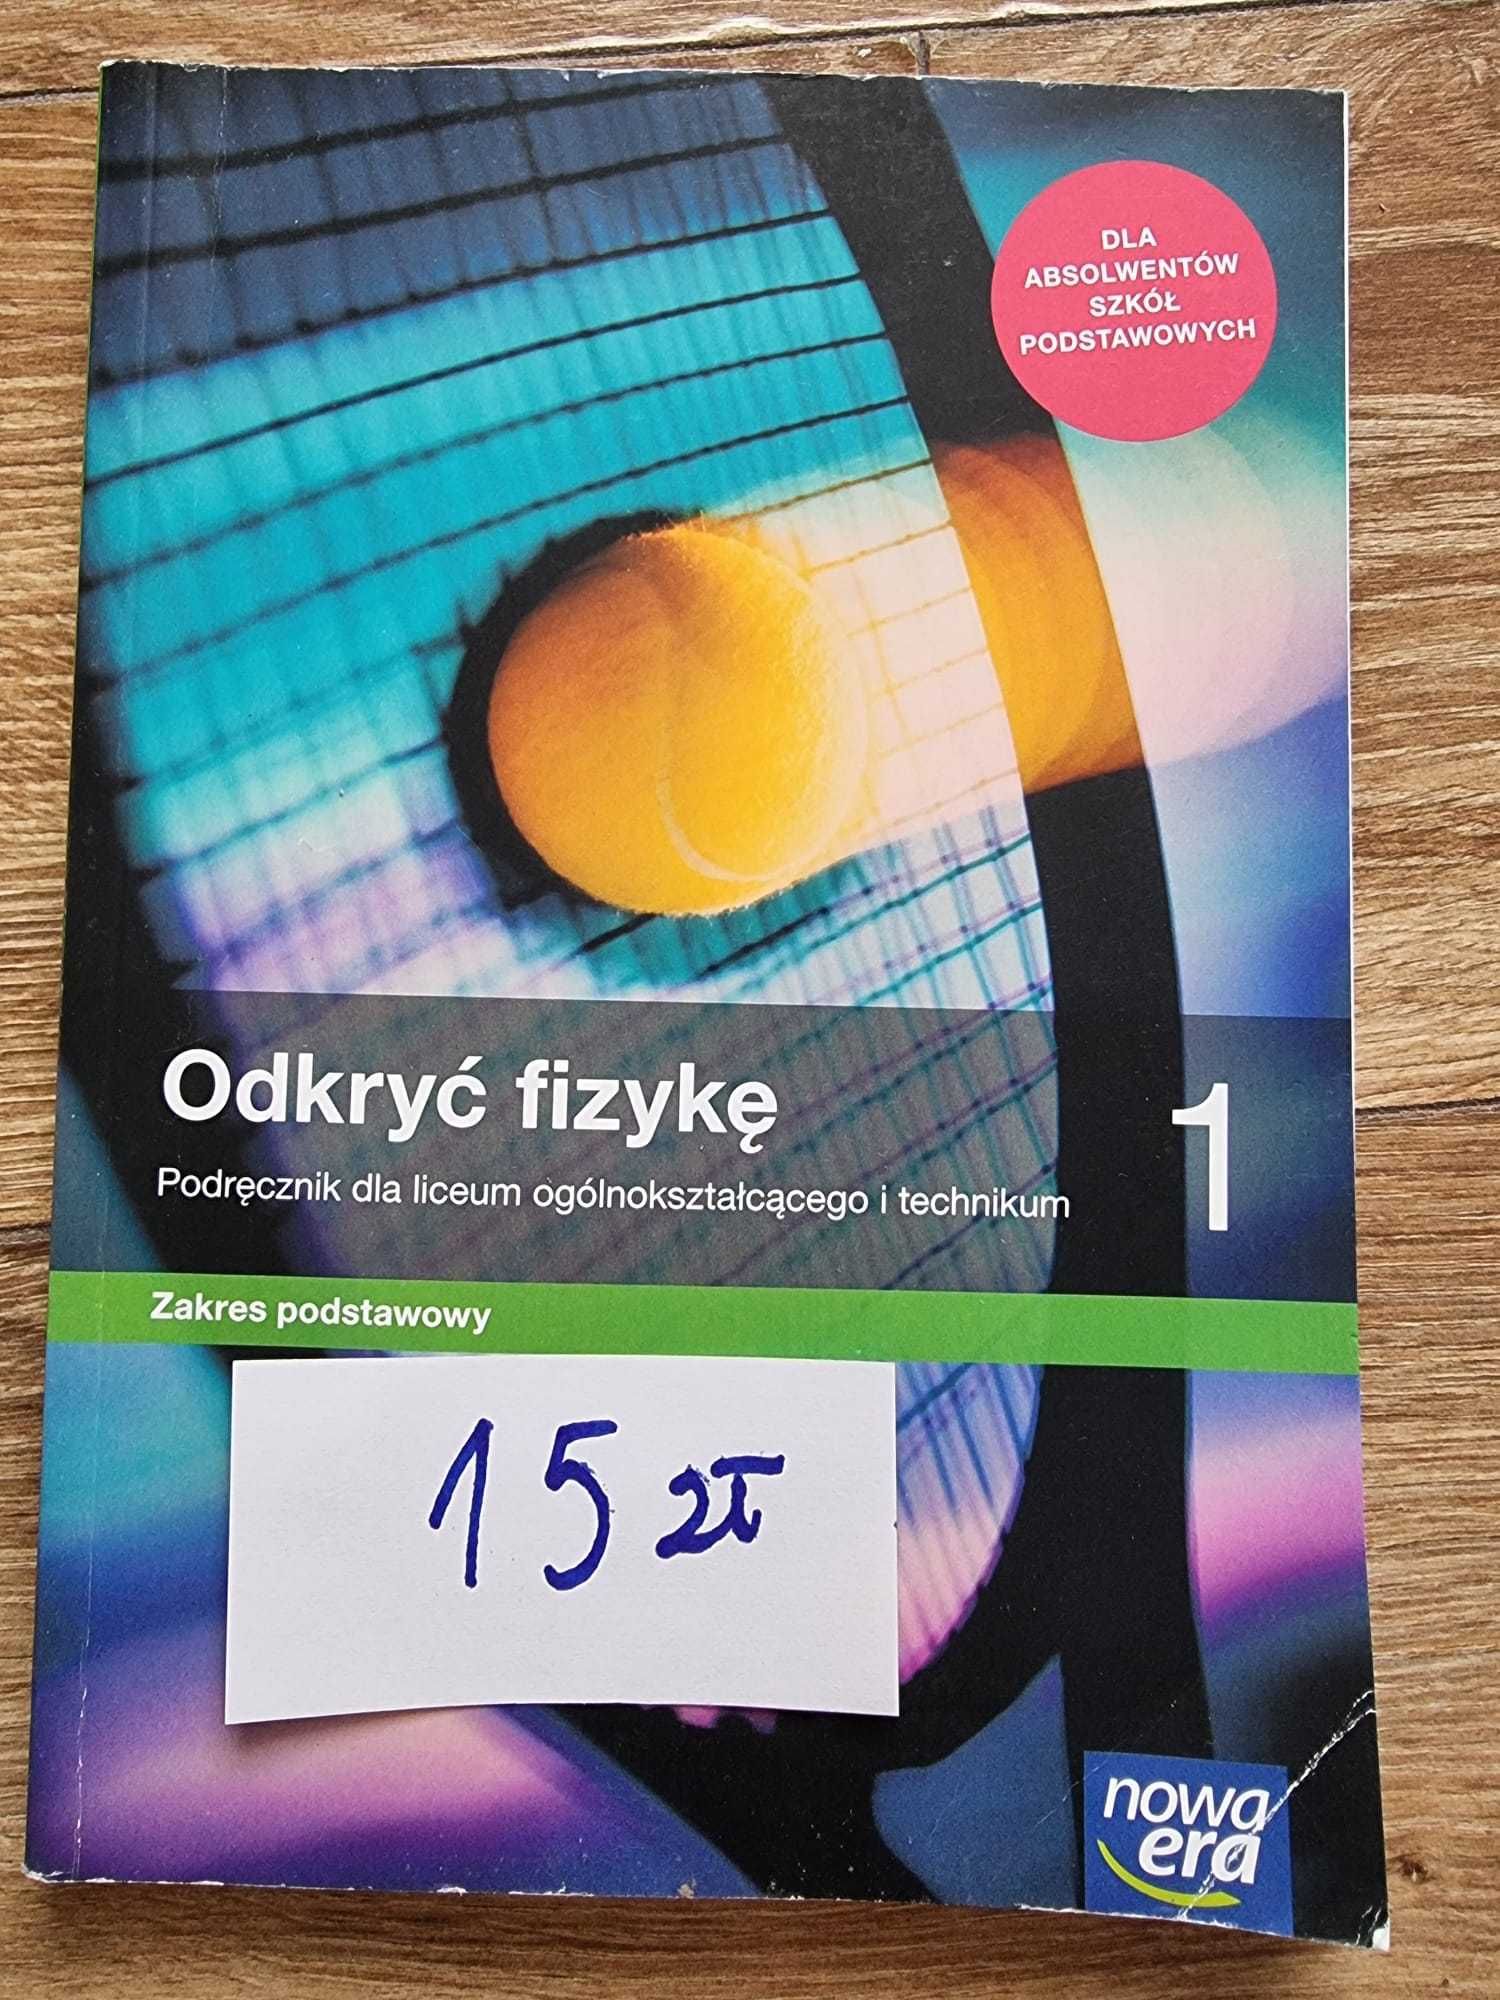 DLA
ABSOLWENTÓW
SZKÓŁ
PODSTAWOWYCH
Odkryć fizykę
1
Podręcznik dla liceum ogólnokształcącego i technikum
Zakres podstawowy
15 zł
nowa
era